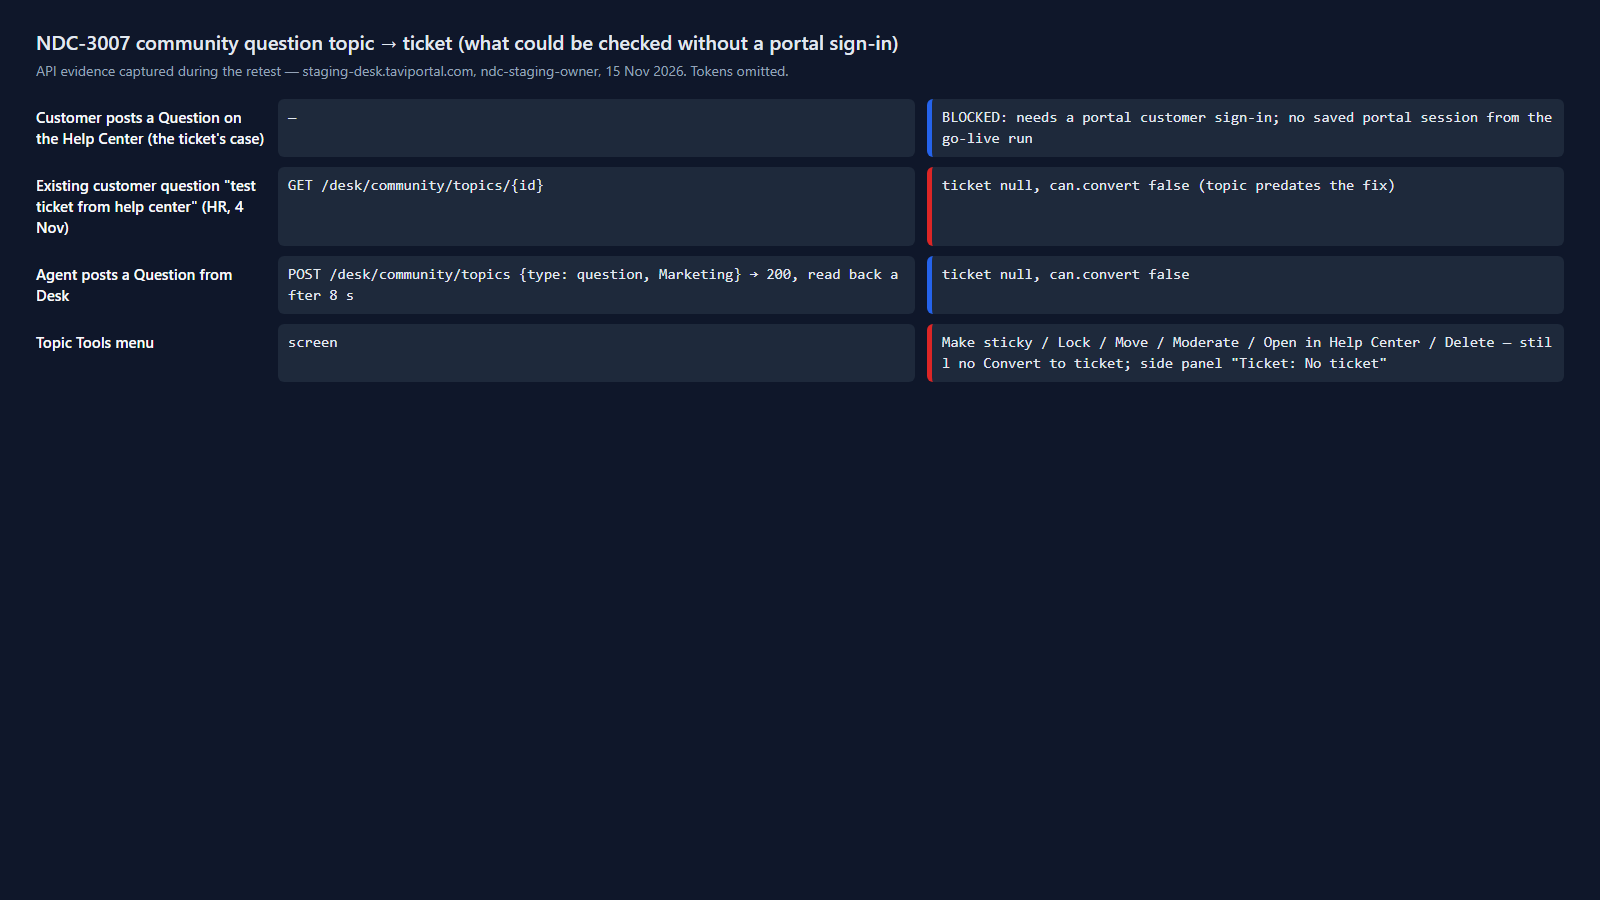 NDC-3007 community question topic → ticket (what could be checked without a portal sign-in)
API evidence captured during the retest — staging-desk.taviportal.com, ndc-staging-owner, 15 Nov 2026. Tokens omitted.
Customer posts a Question on
the Help Center (the ticket's case)
—
BLOCKED: needs a portal customer sign-in; no saved portal session from the
go-live run
Existing customer question "test
ticket from help center" (HR, 4
Nov)
GET /desk/community/topics/{id}
ticket null, can.convert false (topic predates the fix)
Agent posts a Question from
Desk
POST /desk/community/topics {type: question, Marketing} → 200, read back a
fter 8 s
ticket null, can.convert false
Topic Tools menu
screen
Make sticky / Lock / Move / Moderate / Open in Help Center / Delete — stil
l no Convert to ticket; side panel "Ticket: No ticket"